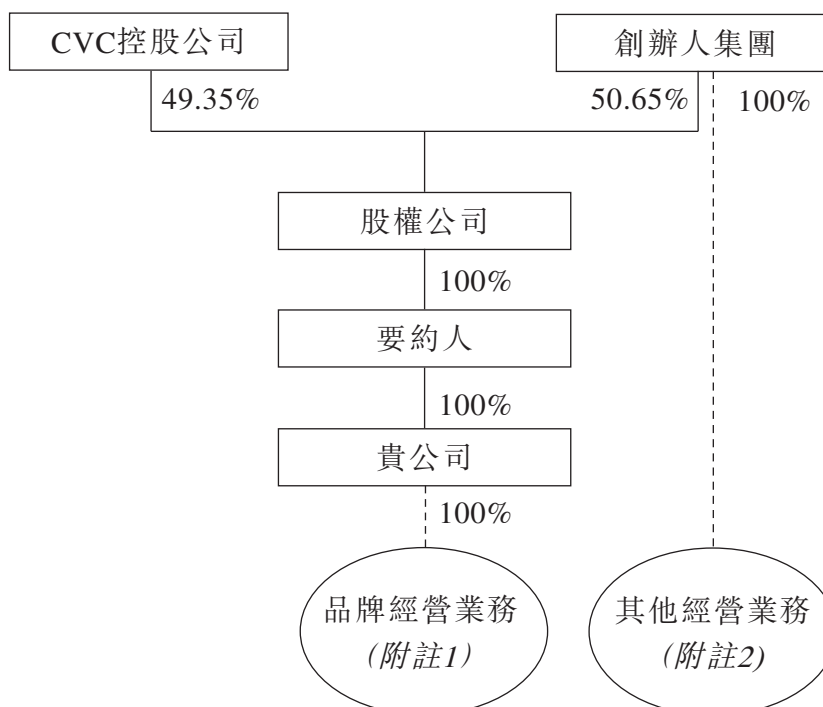 CVC控股公司
創辦人集團
49.35%
50.65%
100%
股權公司
100%
要約人
100%
貴公司
100%
品牌經營業務
(附註1)
其他經營業務
(附註2)